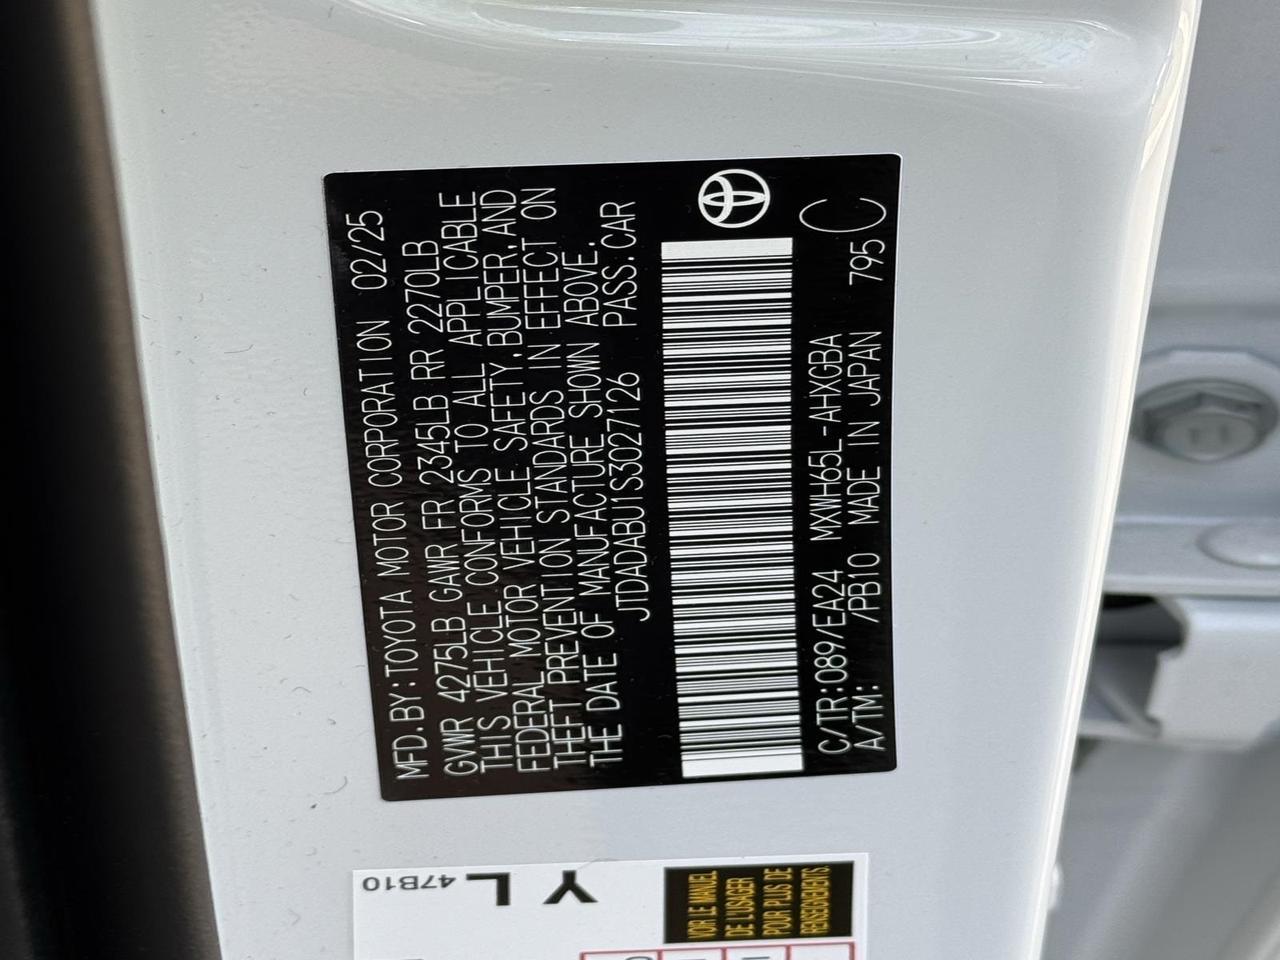 MFD.BY:TOYOTA MOTOR CORPORATION 02/25
GVWR 4275LB GAWR FR 2345LB RR 2270LB
THIS VEHICLE CONFORMS TO ALL APPLICABLE
FEDERAL MOTOR VEHICLE SAFETY,BUMPER,AND
THEFT PREVENTION STANDARDS IN EFFECT ON
THE DATE OF MANUFACTURE SHOWN ABOVE.
JTDADABU1S3027126 PASS.CAR
C/TR:089/EA24 MXWH65L-AHXGBA
A/TM: /PB10 MADE IN JAPAN 795 C
47B10
YL
VOIR LE MANUEL
DE L'USAGER
POUR PLUS DE
RENSEIGNEMENTS.